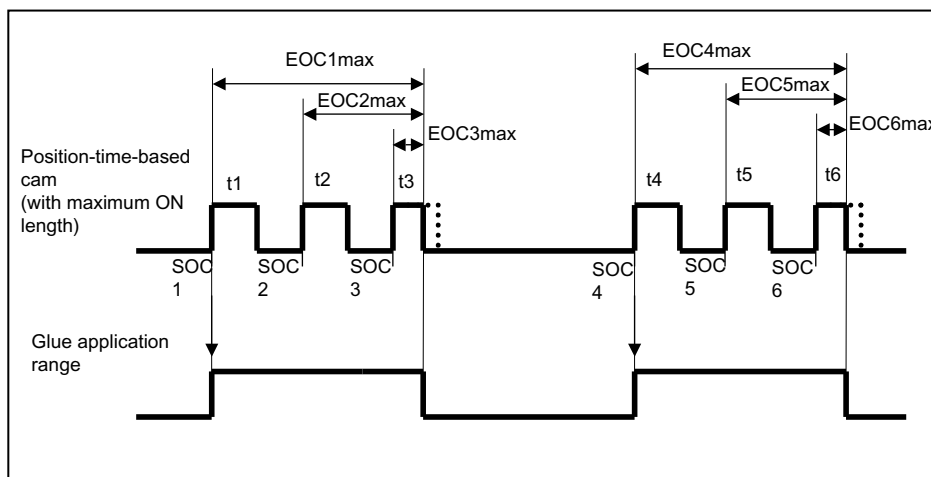 EOC1max
EOC4max
EOC2max
EOC5max
EOC3max
EOC6max
Position-time-based
cam
(with maximum ON
length)
t1
t2
t3
t4
t5
t6
SOC
1
SOC
2
SOC
3
SOC
4
SOC
5
SOC
6
Glue application
range